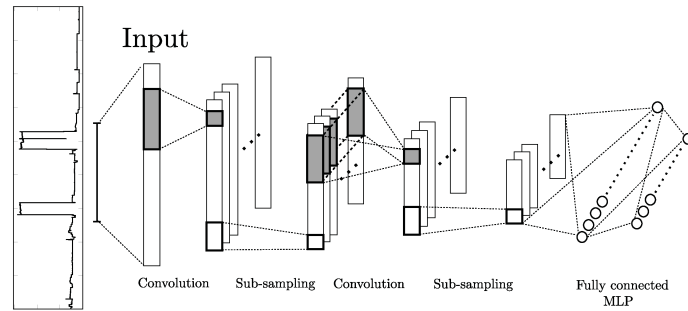 Input
Convolution
Sub-sampling
Convolution
Sub-sampling
Fully connected
MLP